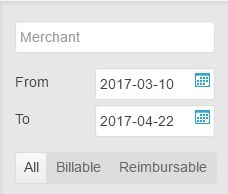 Merchant
From 2017-03-10
To 2017-04-22
All Billable Reimbursable